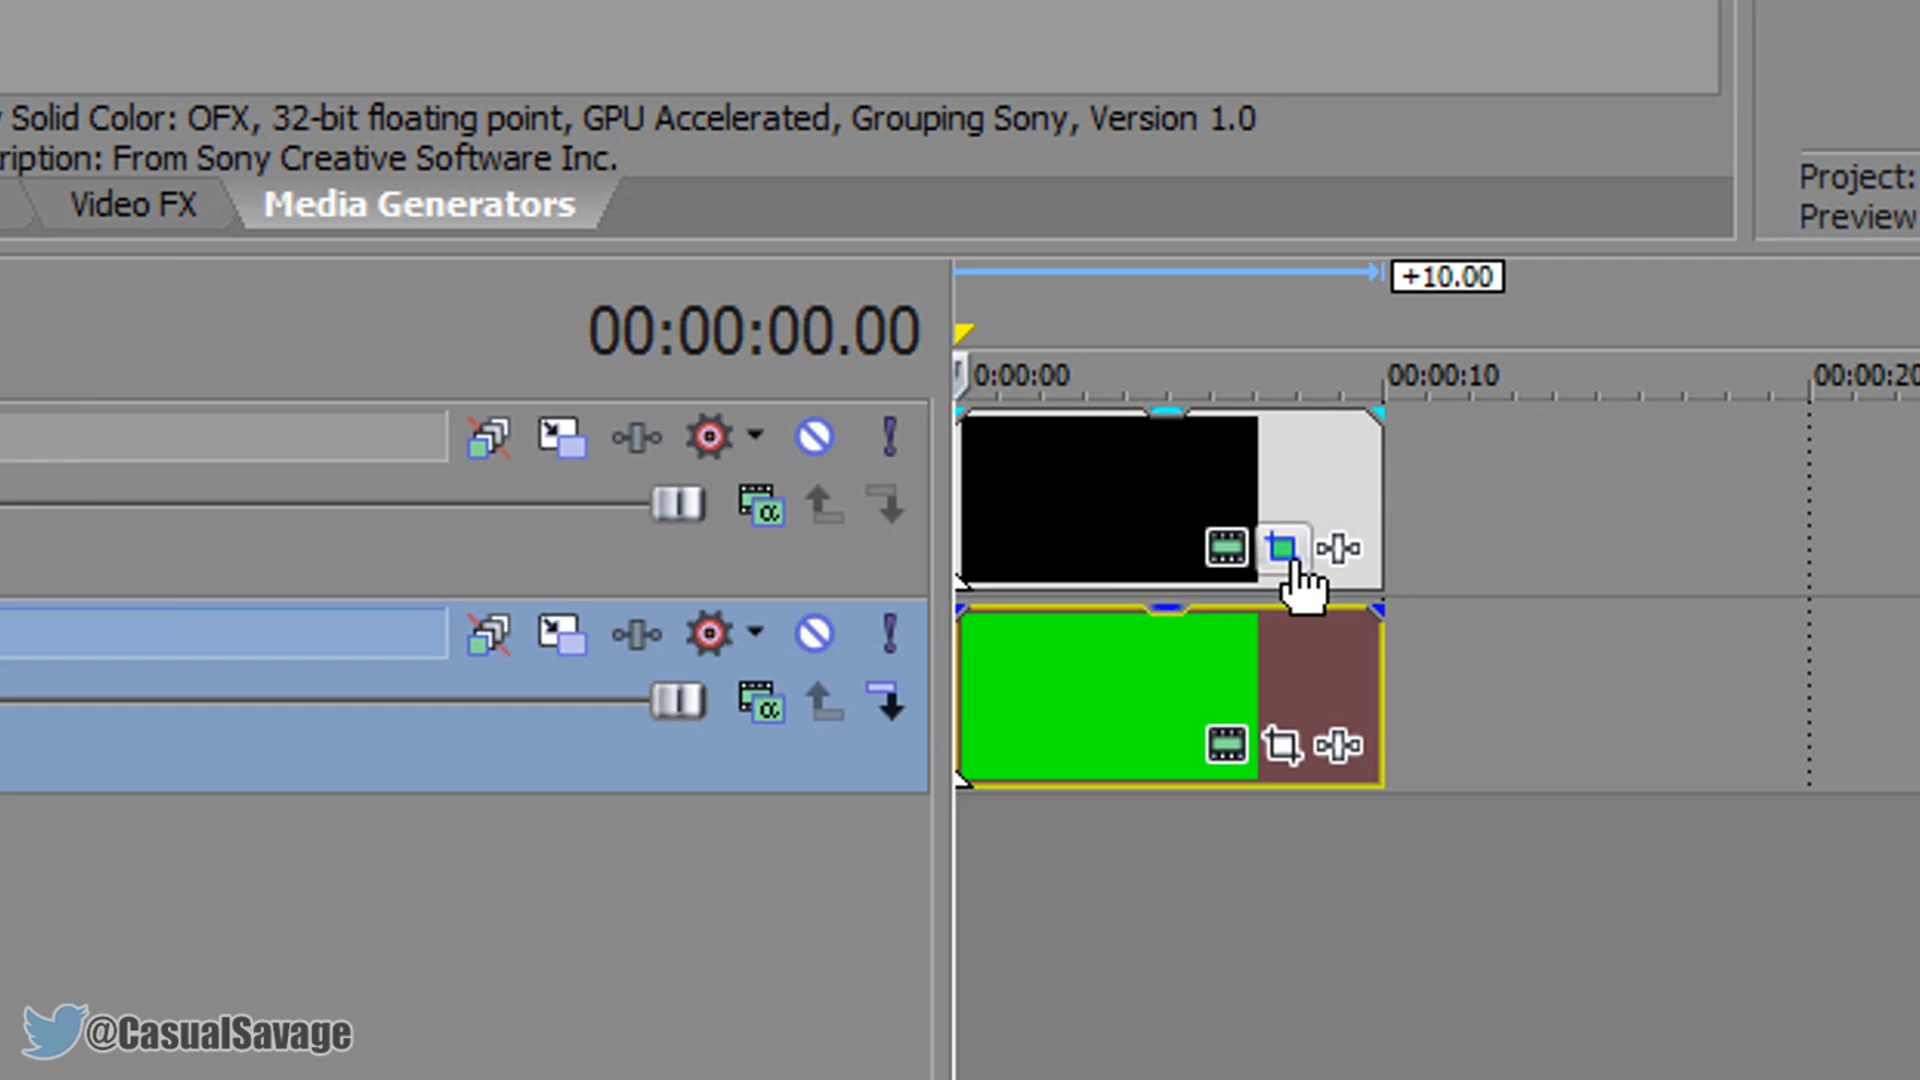 Solid Color: OFX, 32-bit floating point, GPU Accelerated, Grouping Sony, Version 1.0
ription: From Sony Creative Software Inc.
Video FX
Media Generators
Project:
Preview
+10.00
00:00:00.00
0:00:00
00:00:10
00:00:20
@CasualSavage